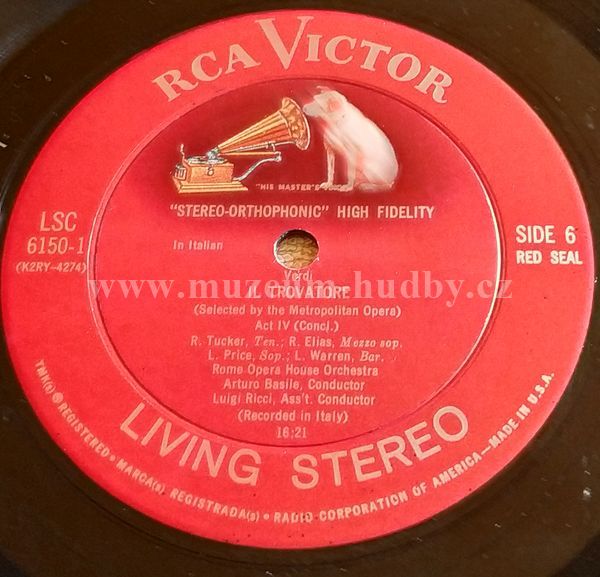 RCA VICTOR
"HIS MASTER'S VOICE"
"STEREO-ORTHOPHONIC" HIGH FIDELITY
LSC
6150-1
(K2RY-4274)
In Italian
SIDE 6
RED SEAL
Verdi
IL TROVATORE
(Selected by the Metropolitan Opera)
Act IV (Concl.)
R. Tucker, Ten.; R. Elias, Mezzo sop.
L. Price, Sop.; L. Warren, Bar.
Rome Opera House Orchestra
Arturo Basile, Conductor
Luigi Ricci, Ass't. Conductor
(Recorded in Italy)
16:21
LIVING STEREO
TMK(s) ® REGISTERED • MARCA(s) REGISTRADA(s) • RADIO CORPORATION OF AMERICA—MADE IN U.S.A.
www.muzeum-hudby.cz